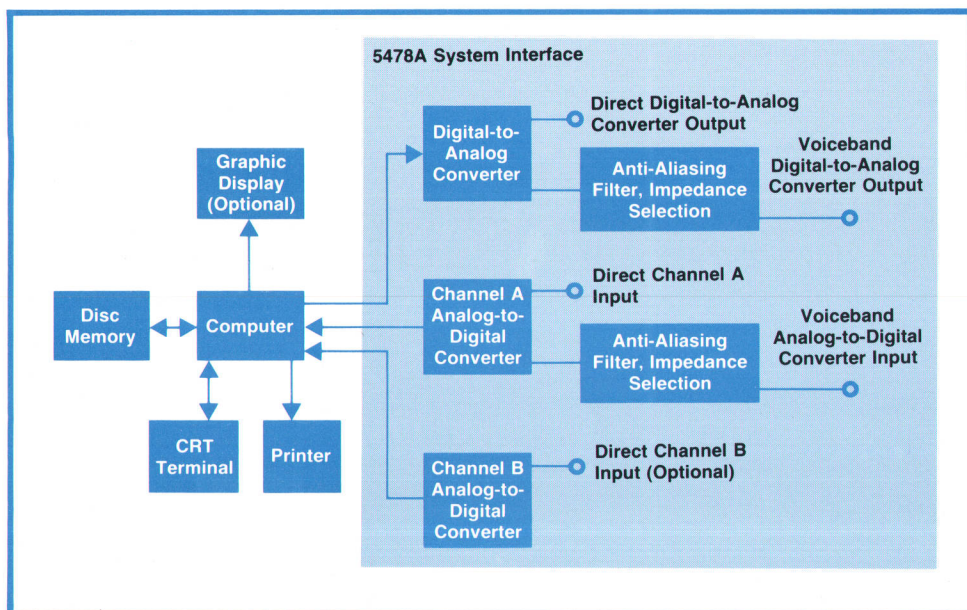 5478A System Interface
Digital-to-
Analog
Converter
Direct Digital-to-Analog
Converter Output
Voiceband
Digital-to-Analog
Converter Output
Anti-Aliasing
Filter, Impedance
Selection
Graphic
Display
(Optional)
Disc
Memory
Computer
CRT
Terminal
Printer
Channel A
Analog-to-
Digital
Converter
Direct Channel A
Input
Anti-Aliasing
Filter, Impedance
Selection
Voiceband
Analog-to-Digital
Converter Input
Channel B
Analog-to-
Digital
Converter
Direct Channel B
Input (Optional)